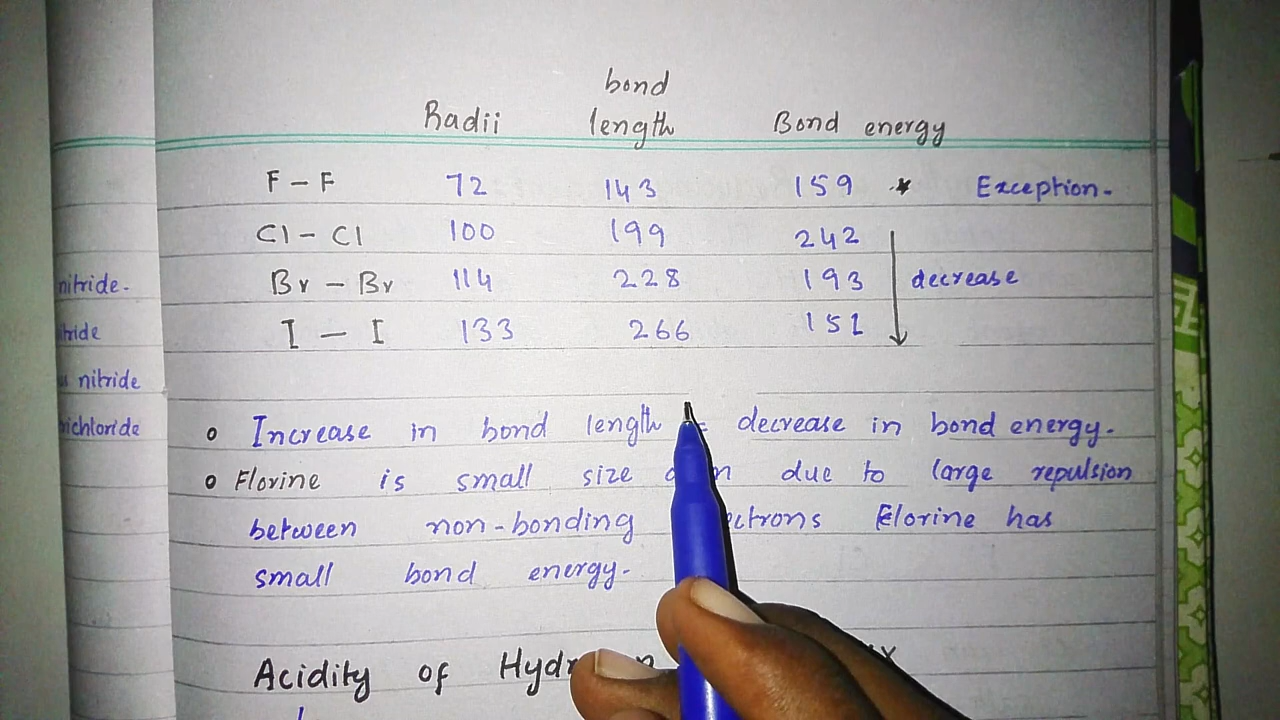 bond
Radii length Bond energy
F - F 72 143 159 * Exception-
Cl - Cl 100 199 242
nitride- Br - Br 114 228 193 decrease
I - I 133 266 151
nitride
richloride Increase in bond length = decrease in bond energy.
Florine is small size due to large repulsion
between non-bonding Florine has
small bond energy-
Acidity of